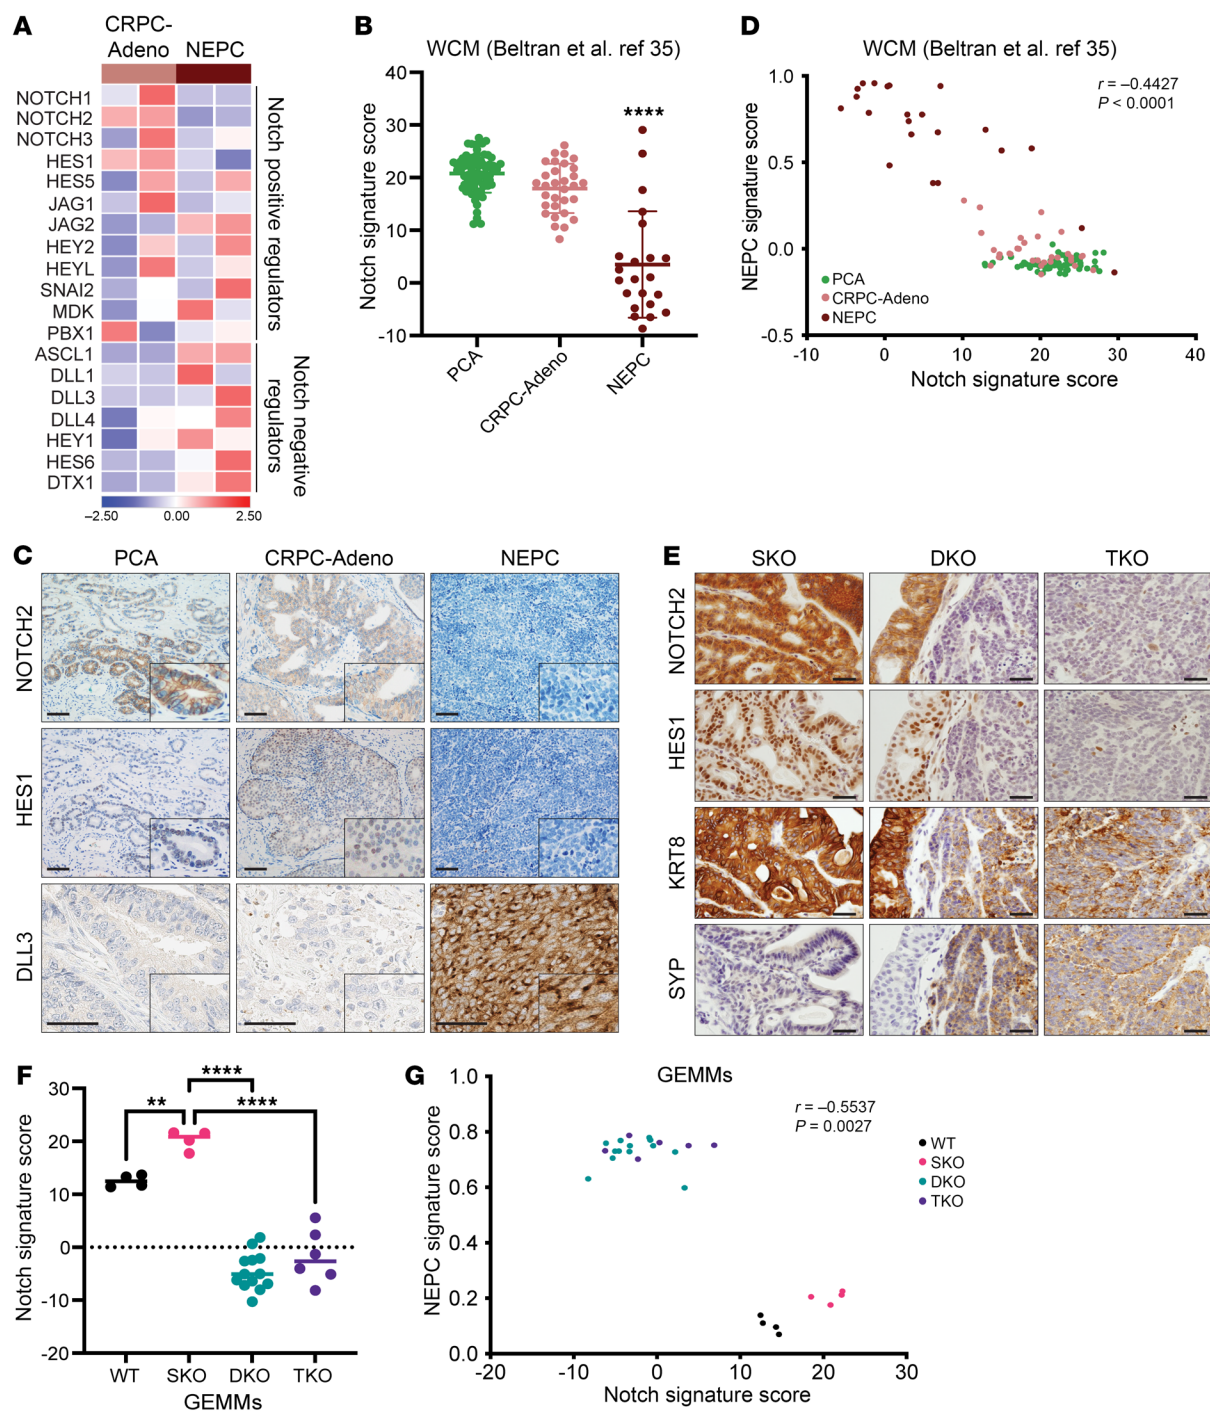 A
CRPC-
Adeno NEPC
NOTCH1
NOTCH2
NOTCH3
HES1
HES5
JAG1
JAG2
HEY2
HEYL
SNAI2
MDK
PBX1
ASCL1
DLL1
DLL3
DLL4
HEY1
HES6
DTX1
Notch positive regulators
Notch negative
regulators
–2.50 0.00 2.50
B
WCM (Beltran et al. ref 35)
Notch signature score
40
30
20
10
0
-10
****
PCA
CRPC-Adeno
NEPC
D
WCM (Beltran et al. ref 35)
r = –0.4427
P < 0.0001
NEPC signature score
1.0
0.5
0.0
-0.5
PCA
CRPC-Adeno
NEPC
-10 0 10 20 30 40
Notch signature score
C
PCA CRPC-Adeno NEPC
NOTCH2
HES1
DLL3
E
SKO DKO TKO
NOTCH2
HES1
KRT8
SYP
F
Notch signature score
30
20
10
0
-10
-20
****
** ****
WT SKO DKO TKO
GEMMs
G
GEMMs
r = –0.5537
P = 0.0027
NEPC signature score
1.0
0.8
0.6
0.4
0.2
0.0
WT
SKO
DKO
TKO
-20 -10 0 10 20 30
Notch signature score